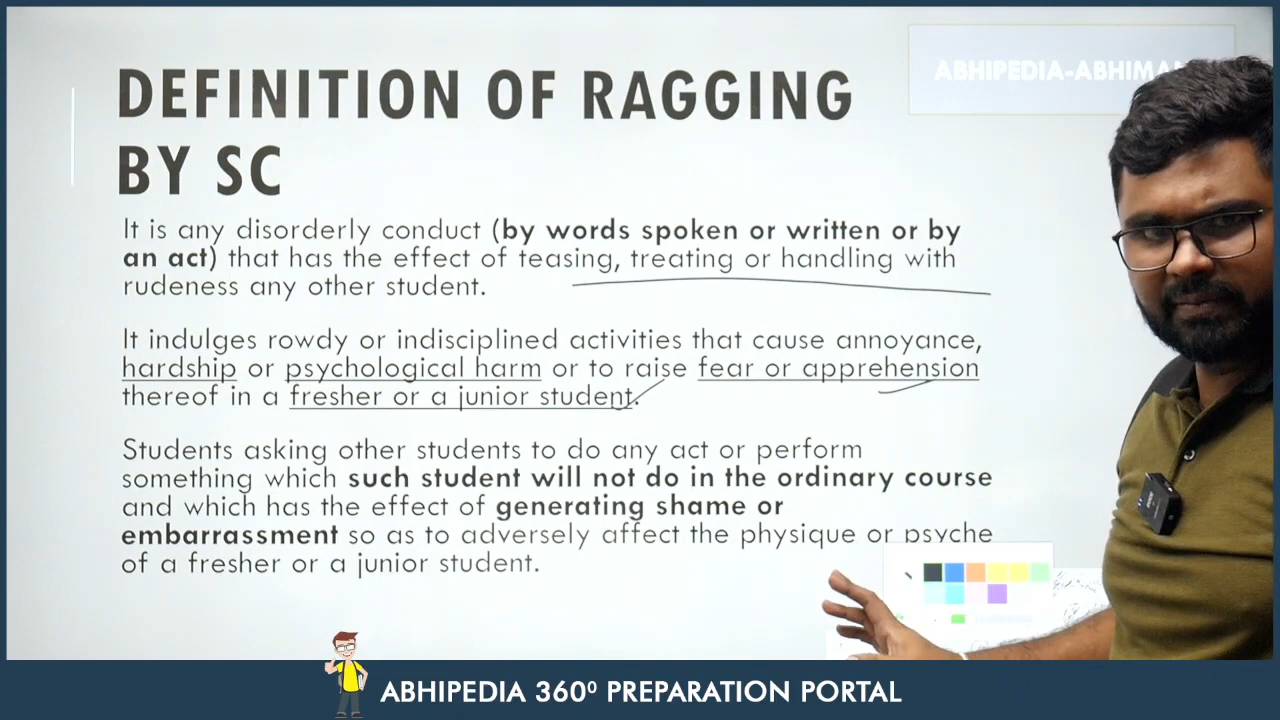 ABHIPEDIA-ABHIMA
DEFINITION OF RAGGING
BY SC
It is any disorderly conduct (by words spoken or written or by
an act) that has the effect of teasing, treating or handling with
rudeness any other student.
It indulges rowdy or indisciplined activities that cause annoyance,
hardship or psychological harm or to raise fear or apprehension
thereof in a fresher or a junior student.
Students asking other students to do any act or perform
something which such student will not do in the ordinary course
and which has the effect of generating shame or
embarrassment so as to adversely affect the physique or psyche
of a fresher or a junior student.
ABHIPEDIA 360⁰ PREPARATION PORTAL